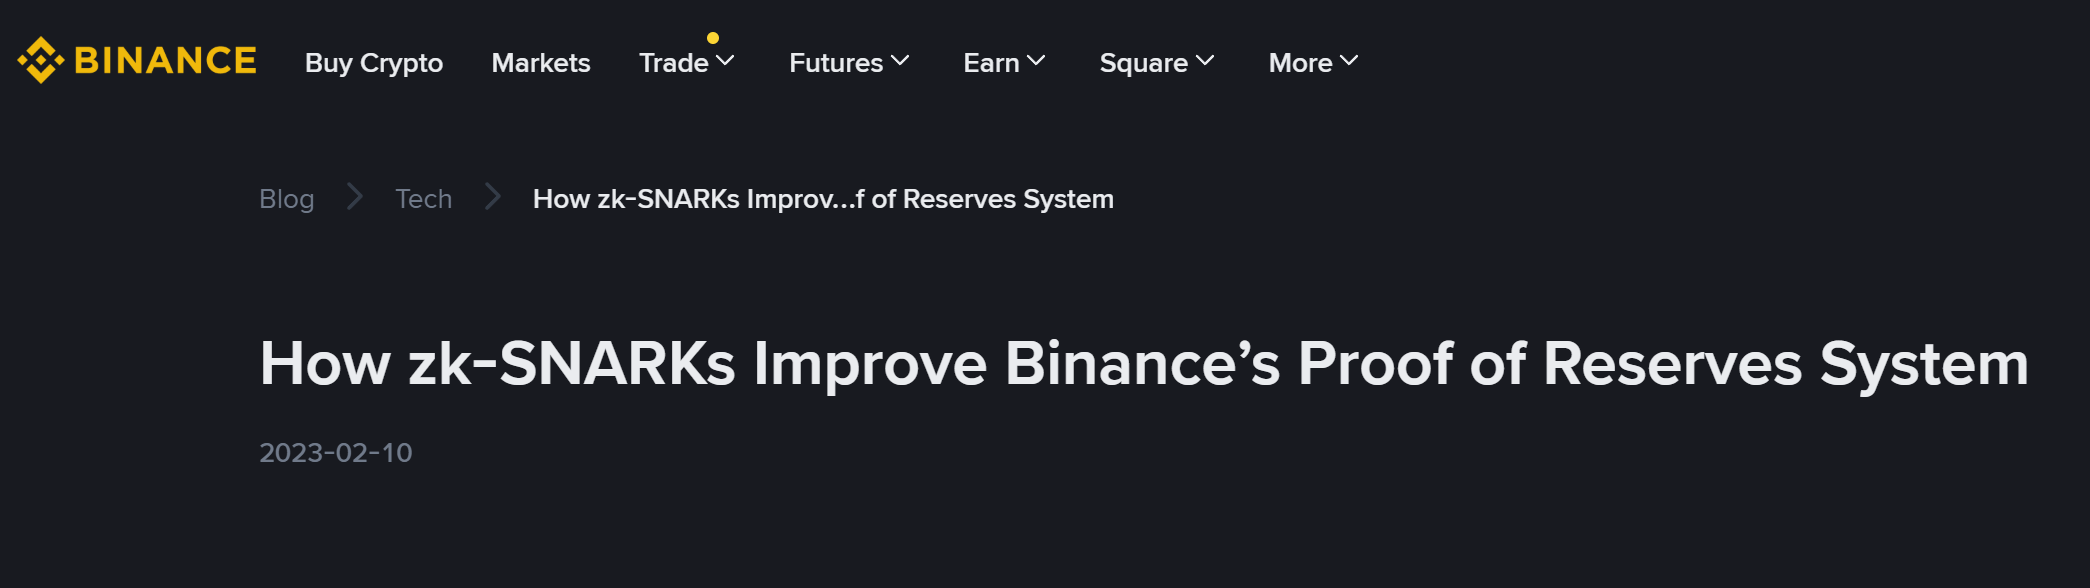 BINANCE Buy Crypto Markets Trade Futures Earn Square More
Blog Tech How zk-SNARKs Improv...f of Reserves System
How zk-SNARKs Improve Binance’s Proof of Reserves System
2023-02-10